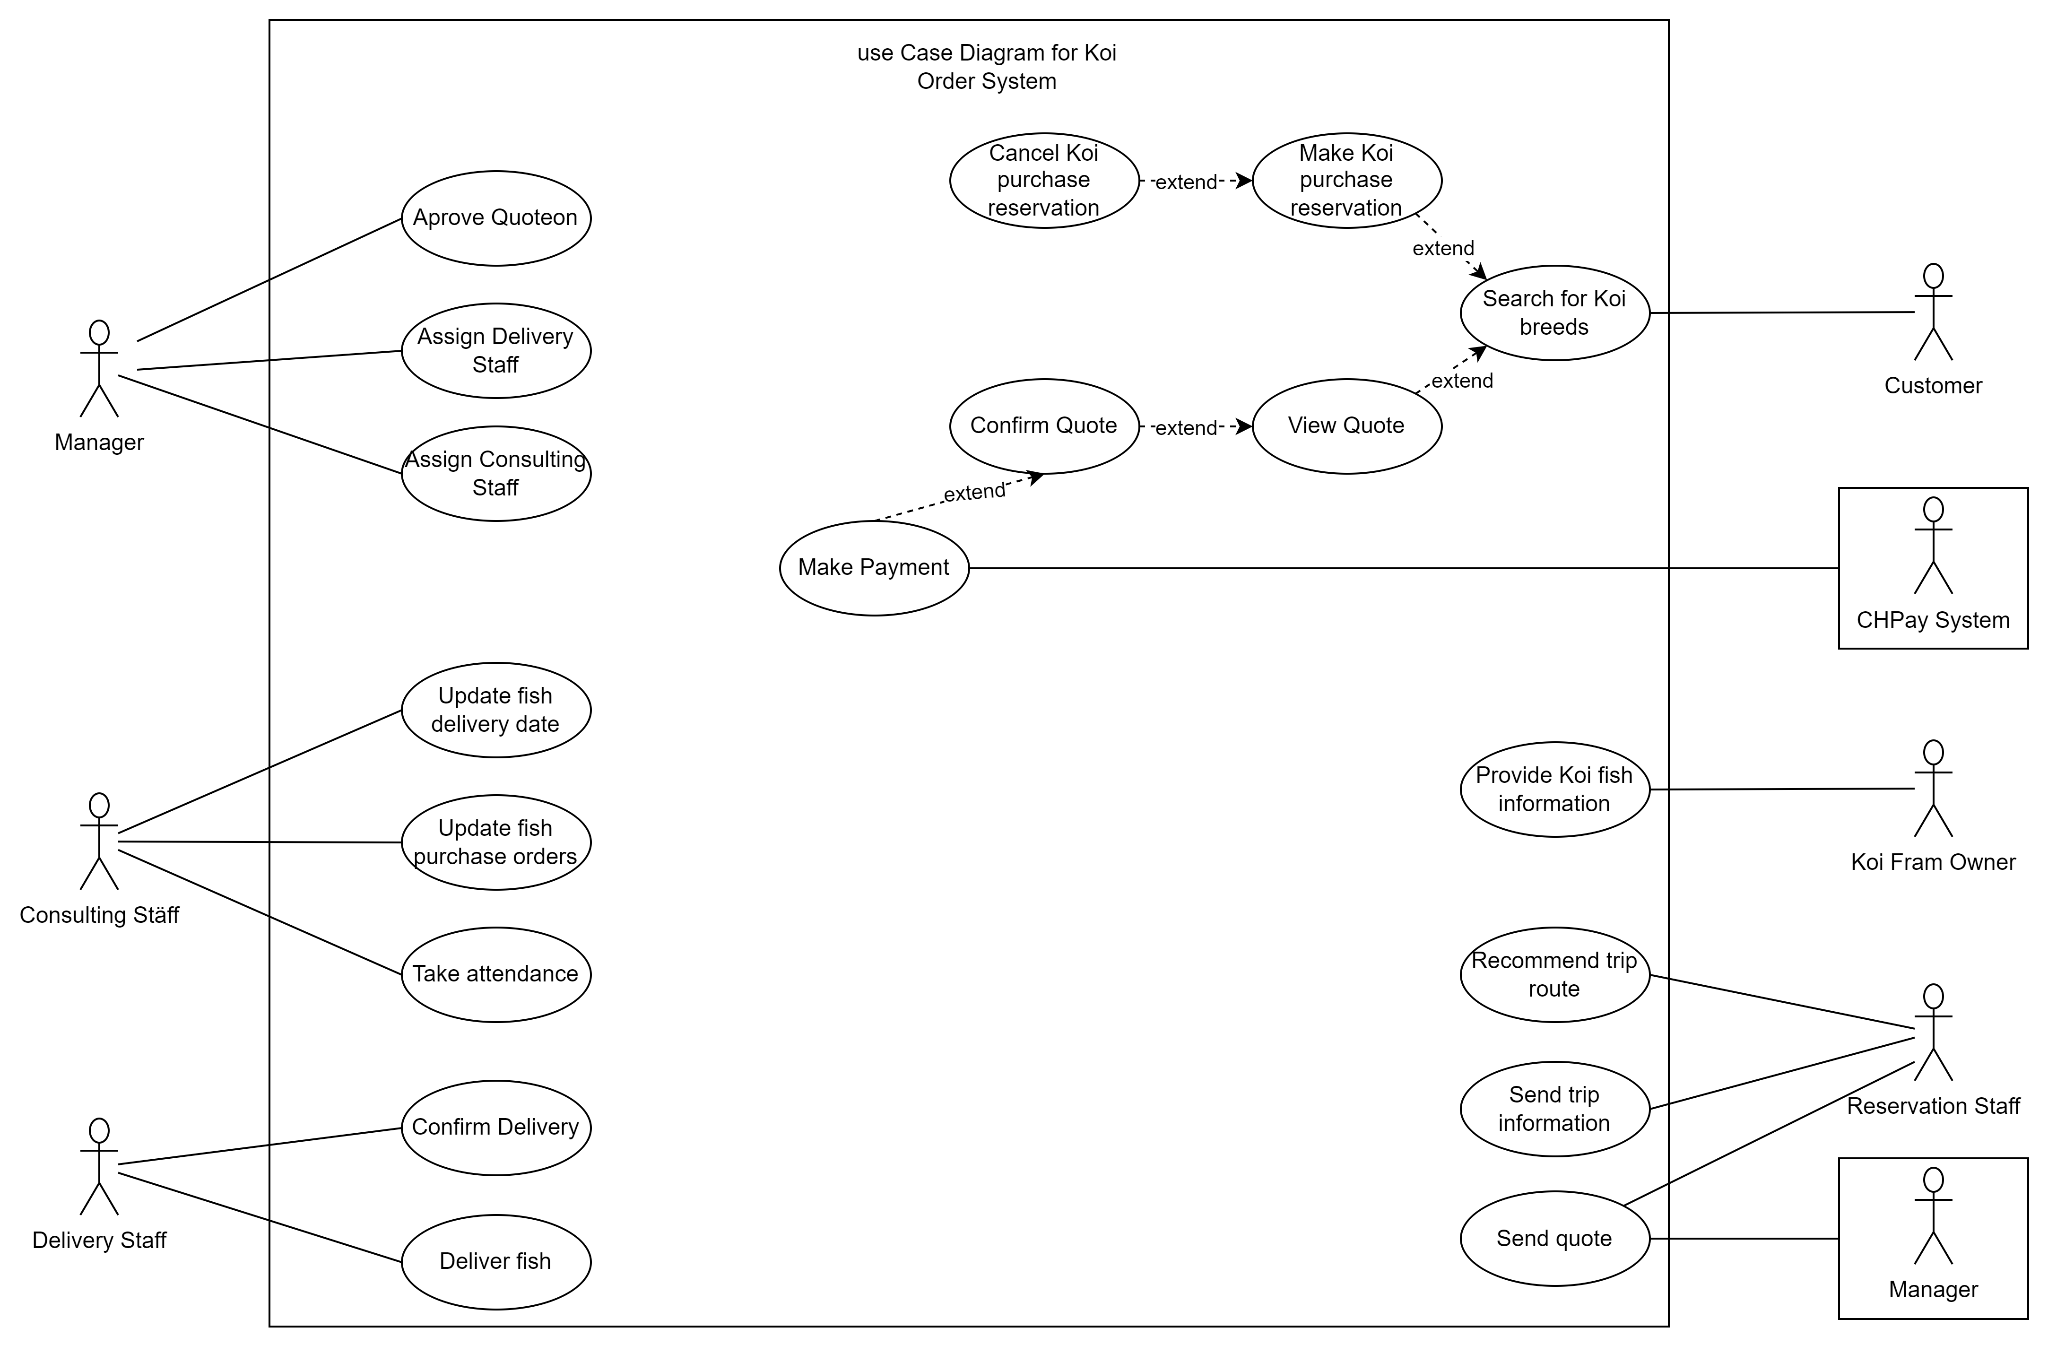 use Case Diagram for Koi
Order System
Cancel Koi
purchase
reservation
extend
Make Koi
purchase
reservation
extend
Search for Koi
breeds
Customer
Confirm Quote
extend
View Quote
extend
extend
Make Payment
CHPay System
Aprove Quoteon
Assign Delivery
Staff
Assign Consulting
Staff
Manager
Update fish
delivery date
Update fish
purchase orders
Take attendance
Consulting Stäff
Provide Koi fish
information
Koi Fram Owner
Recommend trip
route
Send trip
information
Reservation Staff
Send quote
Manager
Confirm Delivery
Deliver fish
Delivery Staff